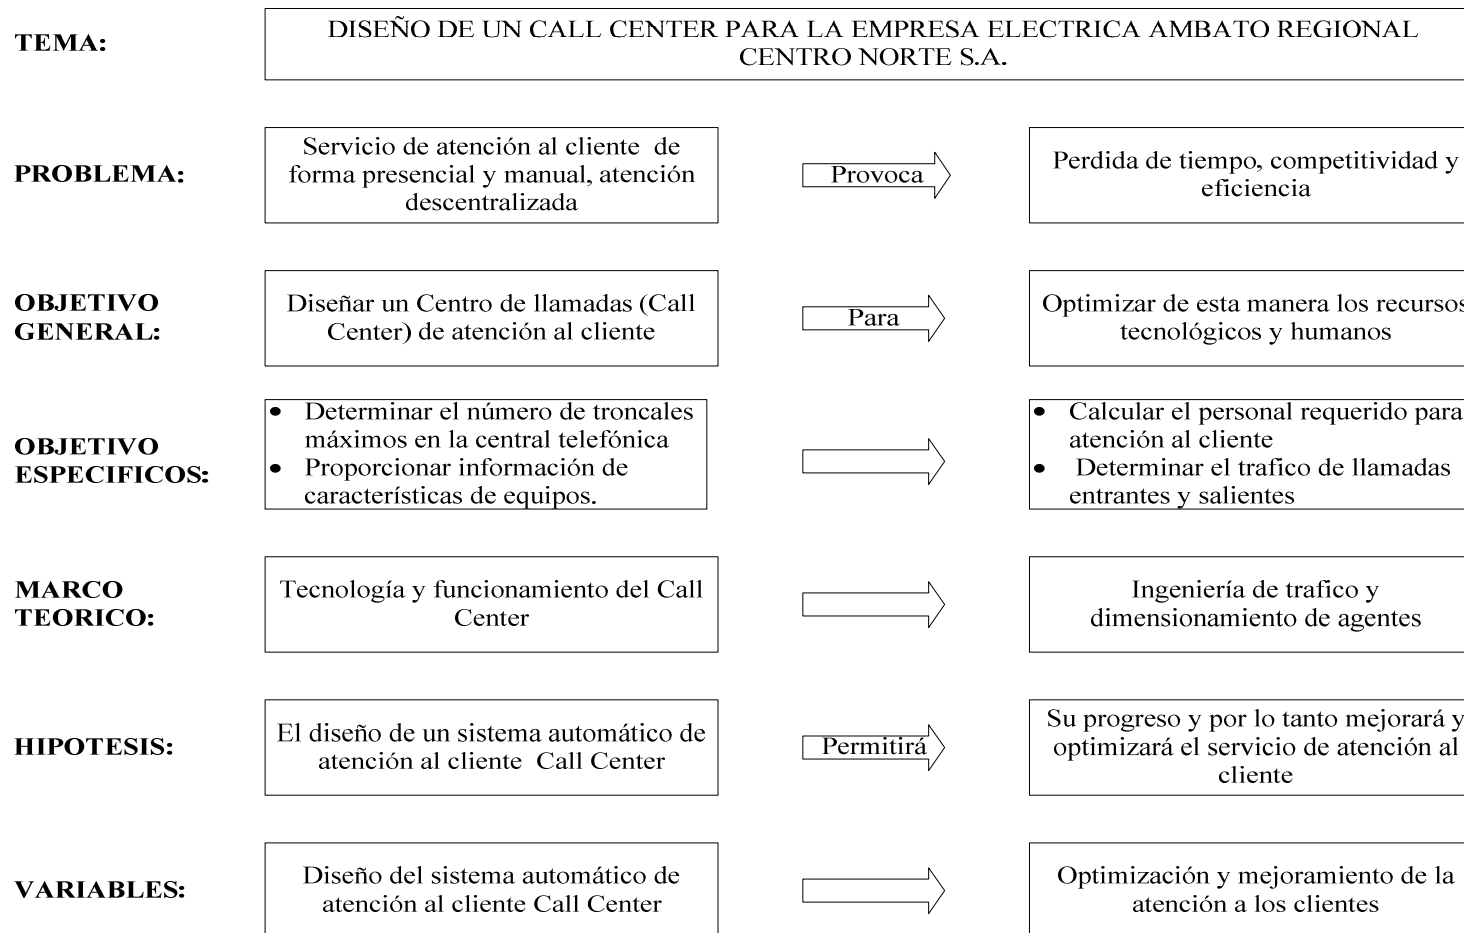 TEMA:
DISEÑO DE UN CALL CENTER PARA LA EMPRESA ELECTRICA AMBATO REGIONAL
CENTRO NORTE S.A.
PROBLEMA:
Servicio de atención al cliente de
forma presencial y manual, atención
descentralizada
Provoca
Perdida de tiempo, competitividad y
eficiencia
OBJETIVO
GENERAL:
Diseñar un Centro de llamadas (Call
Center) de atención al cliente
Para
Optimizar de esta manera los recursos
tecnológicos y humanos
OBJETIVO
ESPECIFICOS:
• Determinar el número de troncales
máximos en la central telefónica
• Proporcionar información de
características de equipos.
• Calcular el personal requerido para
atención al cliente
• Determinar el trafico de llamadas
entrantes y salientes
MARCO
TEORICO:
Tecnología y funcionamiento del Call
Center
Ingeniería de trafico y
dimensionamiento de agentes
HIPOTESIS:
El diseño de un sistema automático de
atención al cliente Call Center
Permitirá
Su progreso y por lo tanto mejorará y
optimizará el servicio de atención al
cliente
VARIABLES:
Diseño del sistema automático de
atención al cliente Call Center
Optimización y mejoramiento de la
atención a los clientes